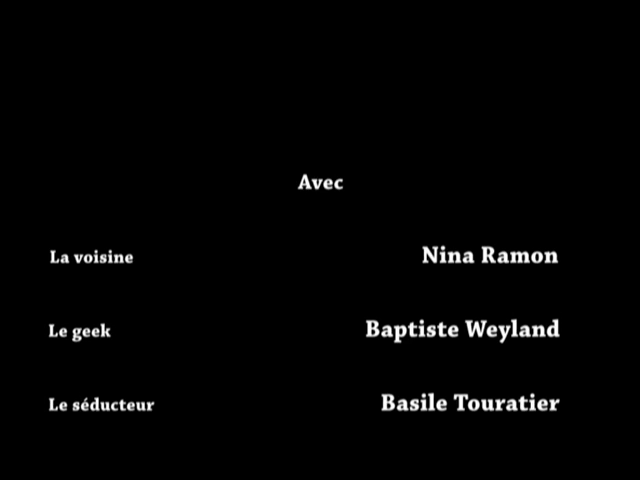 Avec
La voisine Nina Ramon
Le geek Baptiste Weyland
Le séducteur Basile Touratier